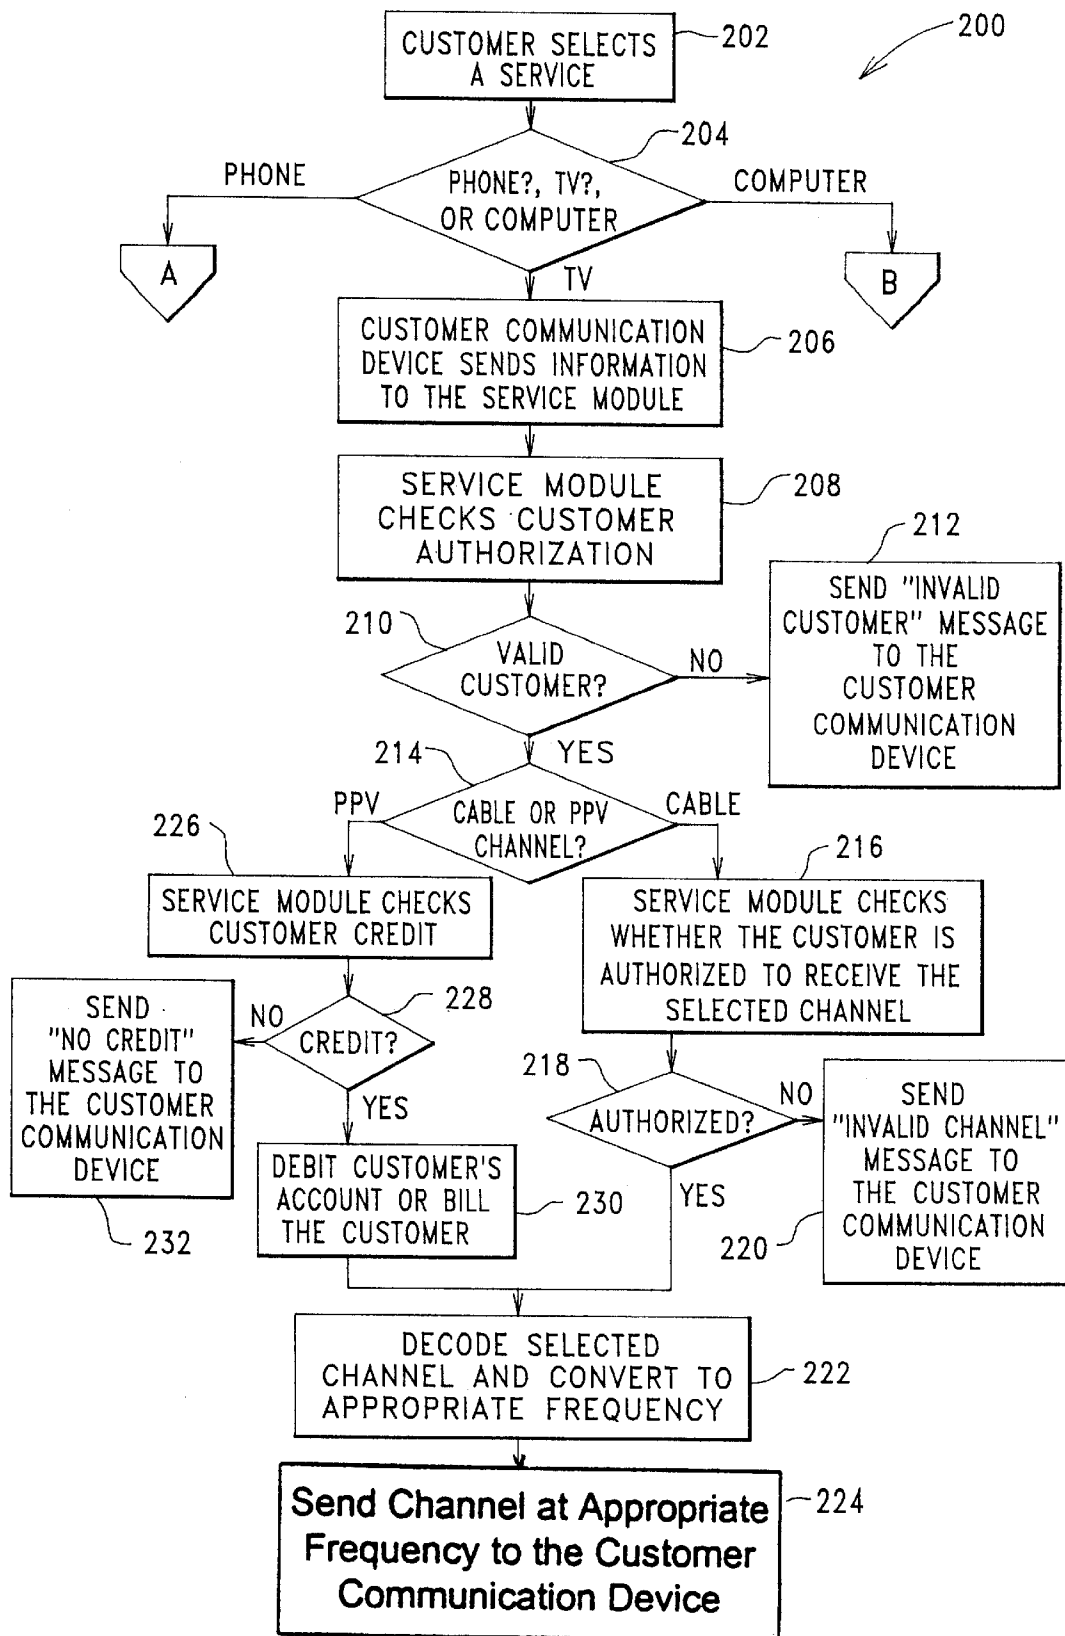 CUSTOMER SELECTS
A SERVICE
202
200
204
PHONE
PHONE?, TV?,
OR COMPUTER
COMPUTER
A
TV
B
CUSTOMER COMMUNICATION
DEVICE SENDS INFORMATION
TO THE SERVICE MODULE
206
SERVICE MODULE
CHECKS CUSTOMER
AUTHORIZATION
208
212
SEND "INVALID
CUSTOMER" MESSAGE
TO THE
CUSTOMER
COMMUNICATION
DEVICE
210
VALID
CUSTOMER?
NO
YES
214
PPV
CABLE OR PPV
CHANNEL?
CABLE
226
216
SERVICE MODULE CHECKS
CUSTOMER CREDIT
SERVICE MODULE CHECKS
WHETHER THE CUSTOMER IS
AUTHORIZED TO RECEIVE THE
SELECTED CHANNEL
228
SEND
"NO CREDIT"
MESSAGE TO
THE CUSTOMER
COMMUNICATION
DEVICE
NO
CREDIT?
YES
218
AUTHORIZED?
NO
YES
SEND
"INVALID CHANNEL"
MESSAGE TO
THE CUSTOMER
COMMUNICATION
DEVICE
232
DEBIT CUSTOMER'S
ACCOUNT OR BILL
THE CUSTOMER
230
220
DECODE SELECTED
CHANNEL AND CONVERT TO
APPROPRIATE FREQUENCY
222
Send Channel at Appropriate
Frequency to the Customer
Communication Device
224